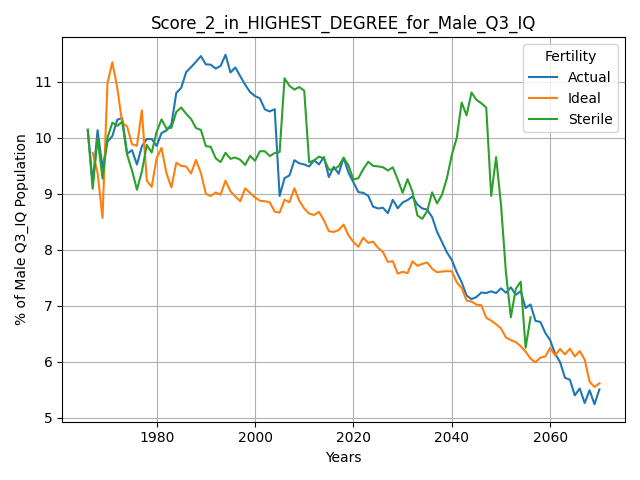 Score_2_in_HIGHEST_DEGREE_for_Male_Q3_IQ
Fertility
Actual
Ideal
Sterile
% of Male Q3_IQ Population
11
10
9
8
7
6
5
1980
2000
2020
2040
2060
Years